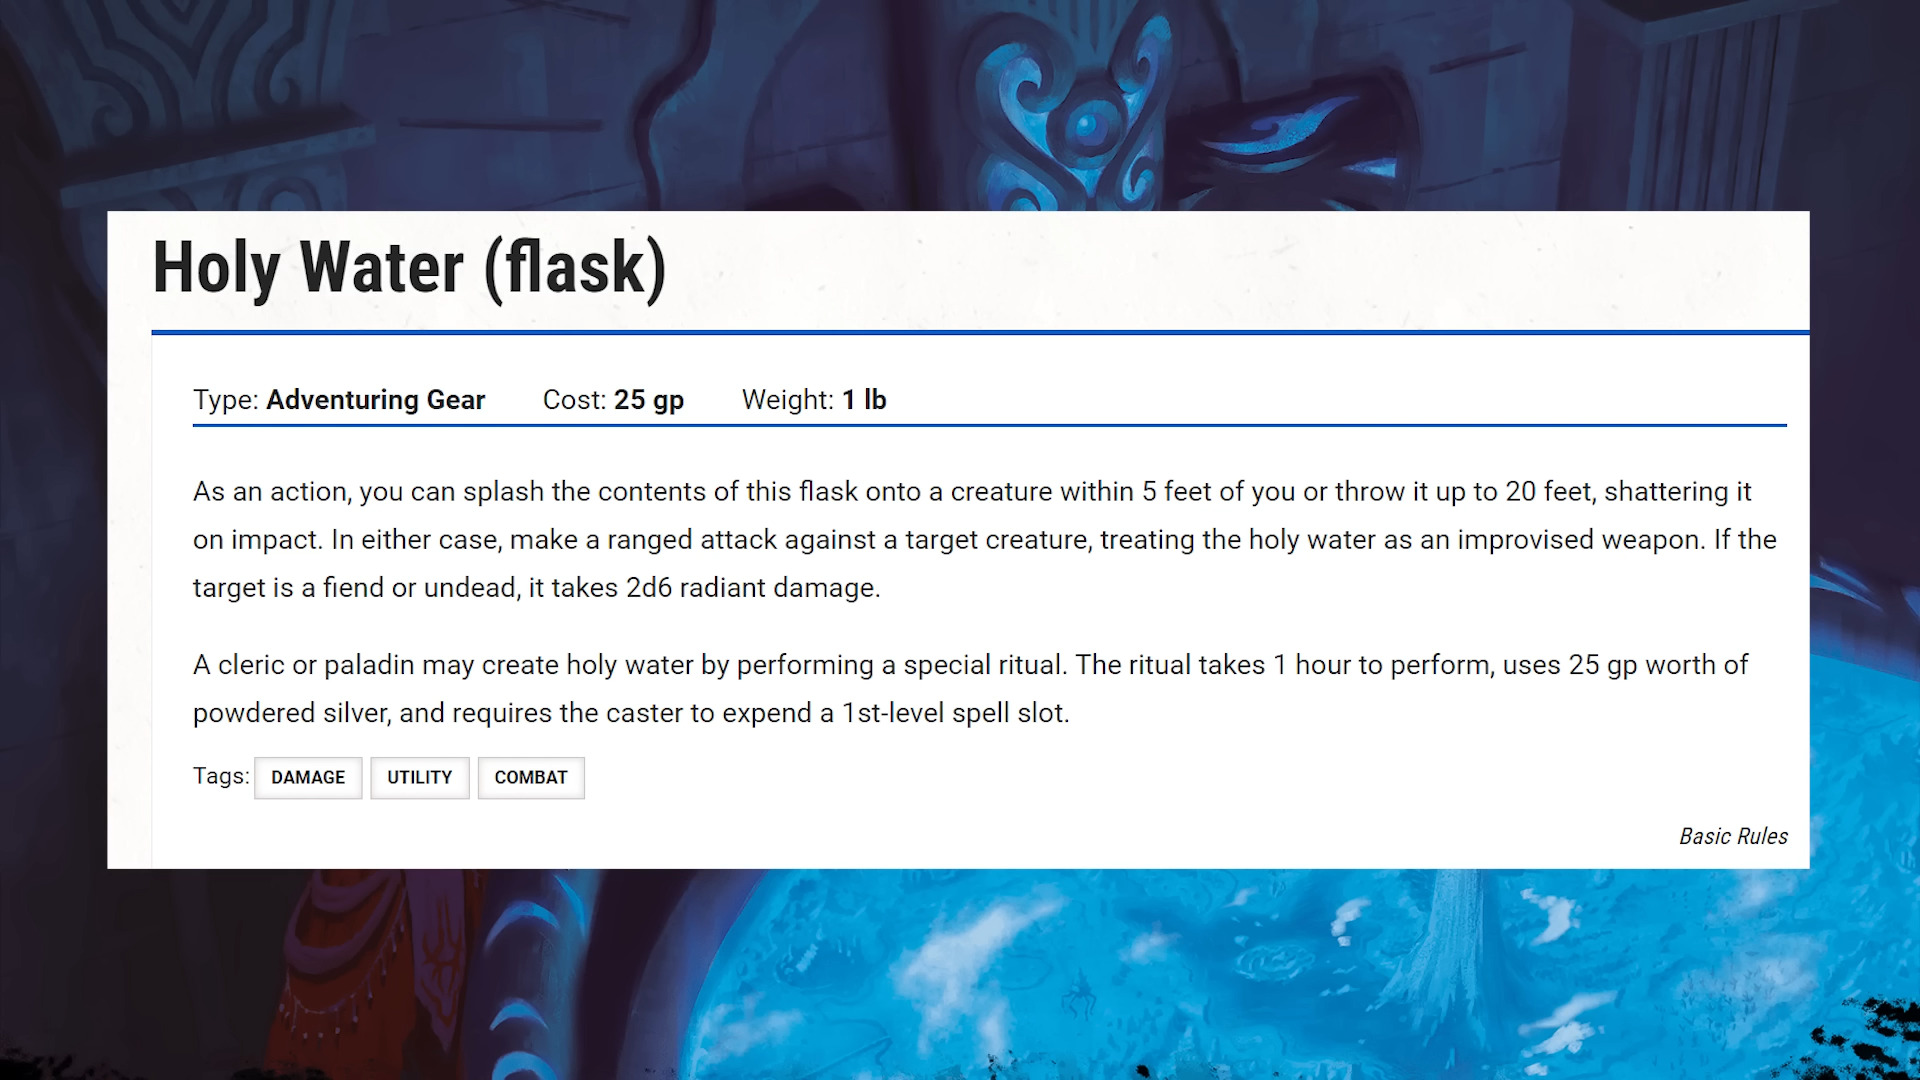 Holy Water (flask)
Type: Adventuring Gear Cost: 25 gp Weight: 1 lb
As an action, you can splash the contents of this flask onto a creature within 5 feet of you or throw it up to 20 feet, shattering it
on impact. In either case, make a ranged attack against a target creature, treating the holy water as an improvised weapon. If the
target is a fiend or undead, it takes 2d6 radiant damage.
A cleric or paladin may create holy water by performing a special ritual. The ritual takes 1 hour to perform, uses 25 gp worth of
powdered silver, and requires the caster to expend a 1st-level spell slot.
Tags: DAMAGE UTILITY COMBAT
Basic Rules